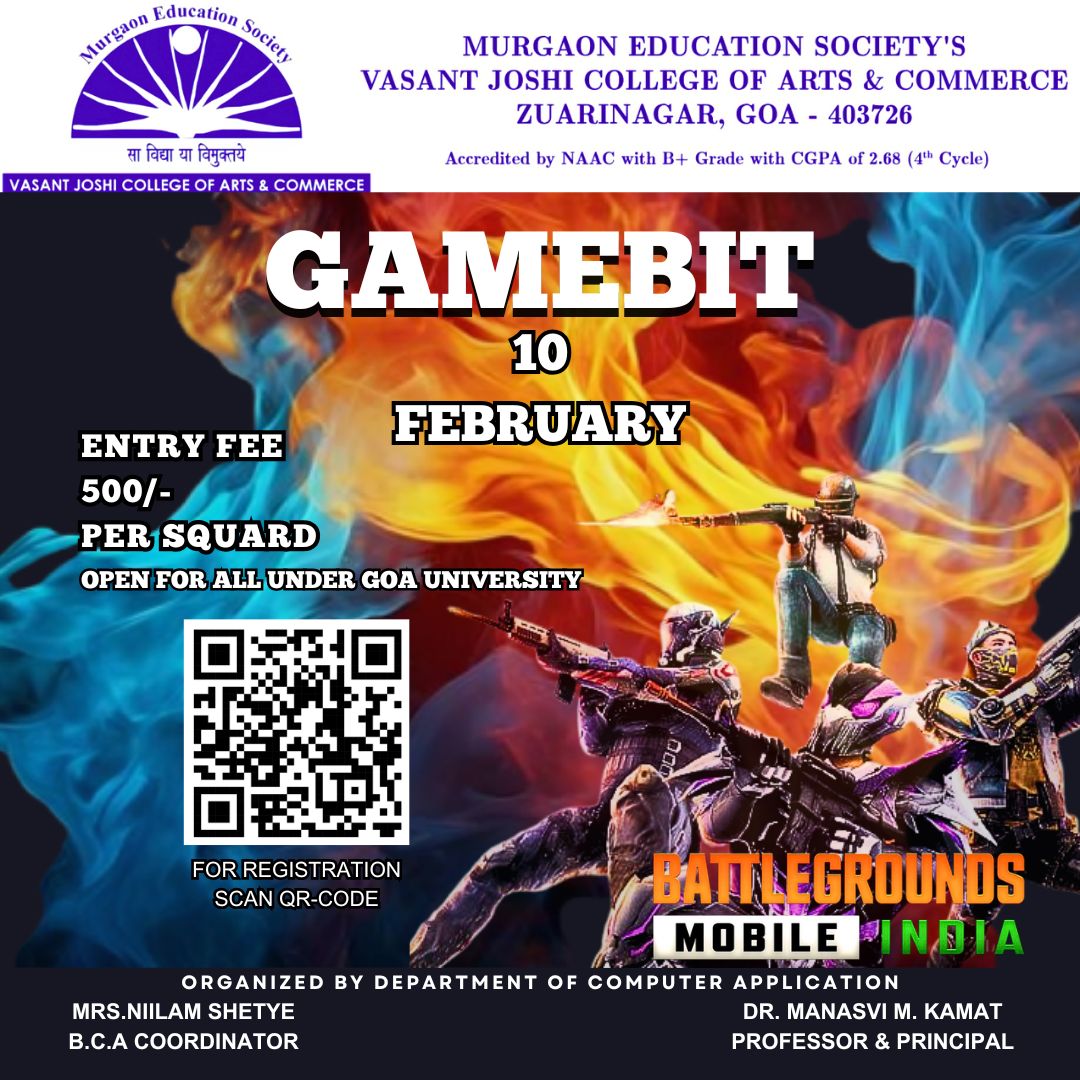 Murgaon Education Society
सा विद्या या विमुक्तये
VASANT JOSHI COLLEGE OF ARTS & COMMERCE
MURGAON EDUCATION SOCIETY'S
VASANT JOSHI COLLEGE OF ARTS & COMMERCE
ZUARINAGAR, GOA - 403726
Accredited by NAAC with B+ Grade with CGPA of 2.68 (4th Cycle)
GAMEBIT
10
FEBRUARY
ENTRY FEE
500/-
PER SQUARD
OPEN FOR ALL UNDER GOA UNIVERSITY
FOR REGISTRATION
SCAN QR-CODE
BATTLEGROUNDS
MOBILE INDIA
ORGANIZED BY DEPARTMENT OF COMPUTER APPLICATION
MRS.NIILAM SHETYE
B.C.A COORDINATOR
DR. MANASVI M. KAMAT
PROFESSOR & PRINCIPAL